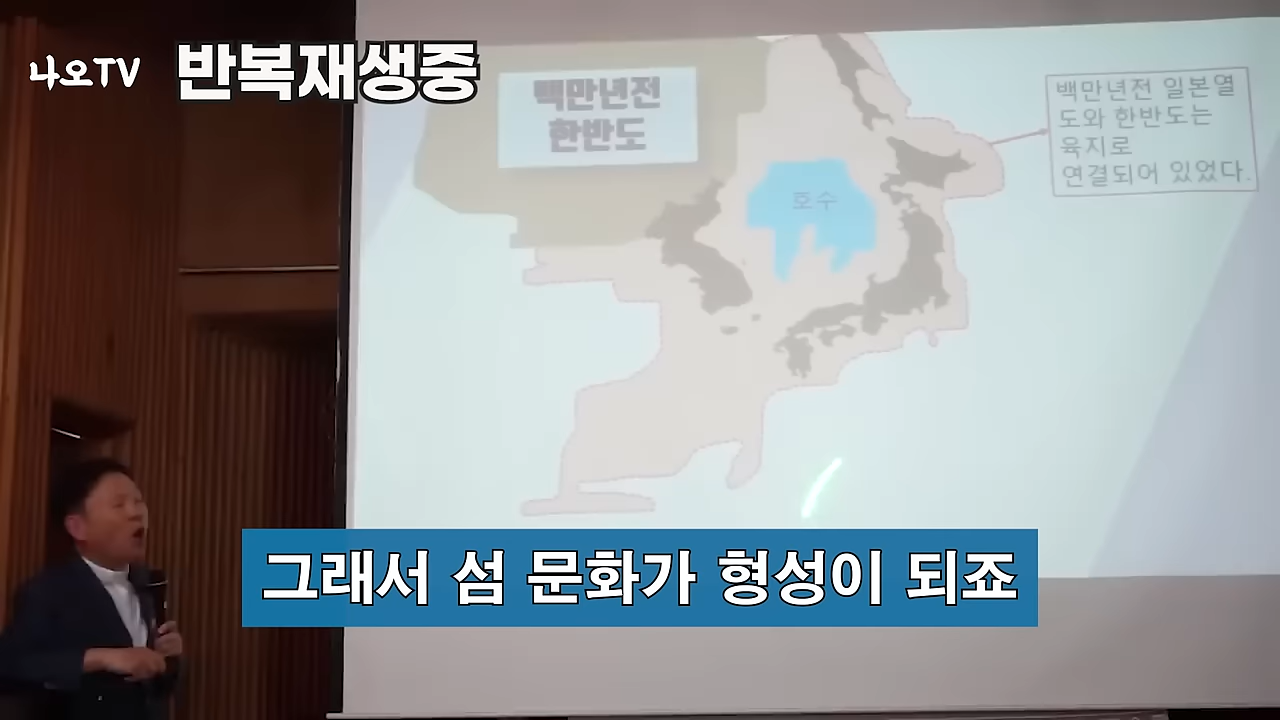 나오TV 반복재생중
백만년전
한반도
호수
백만년전 일본열
도와 한반도는
육지로
연결되어 있었다.
그래서 섬 문화가 형성이 되죠